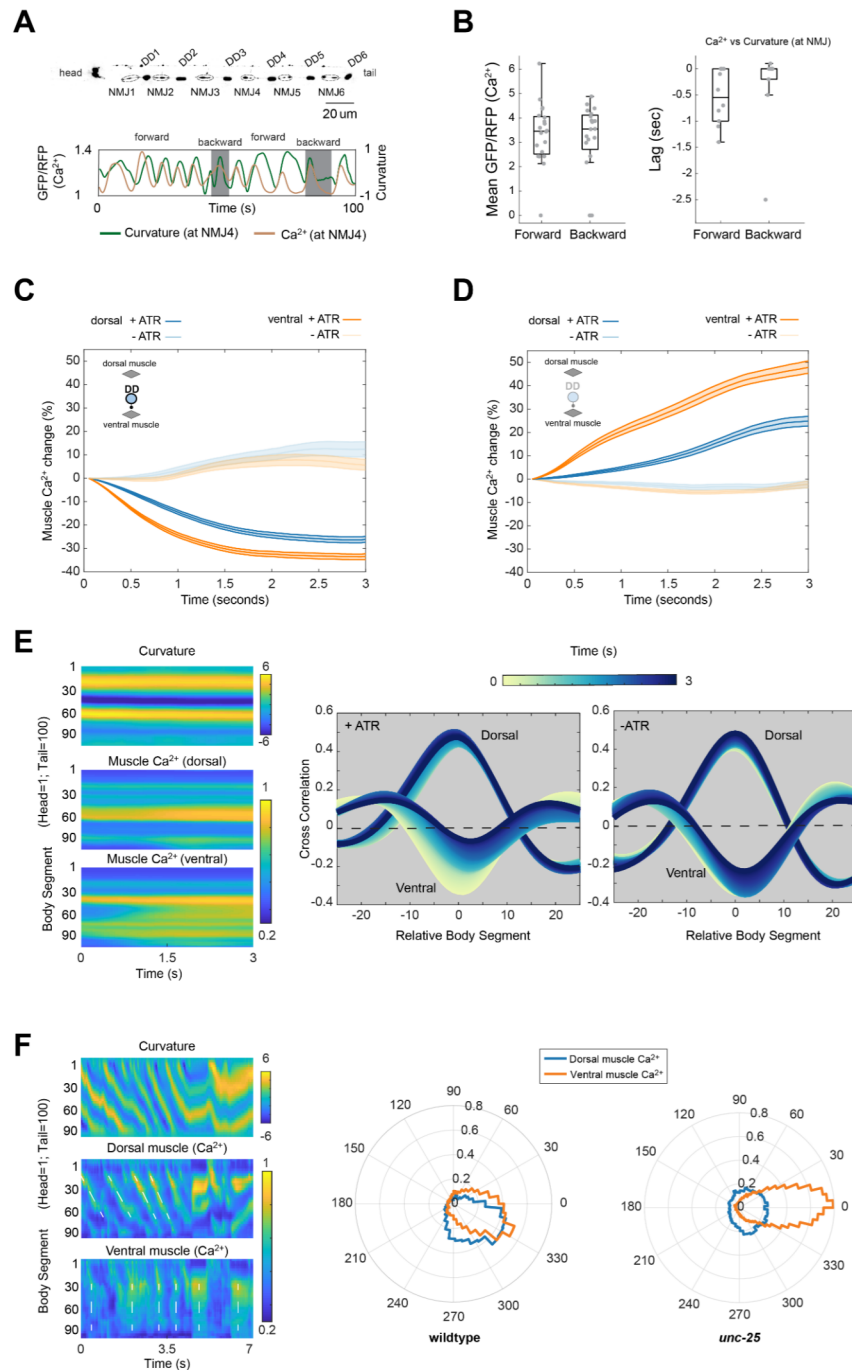 A
head
DD1
DD2
DD3
DD4
DD5
DD6
tail
NMJ1
NMJ2
NMJ3
NMJ4
NMJ5
NMJ6
20 um
forward
backward
forward
backward
GFP/RFP
(Ca²⁺)
1.4
1
1
-1
Curvature
0
Time (s)
100
Curvature (at NMJ4)
Ca²⁺ (at NMJ4)
B
Mean GFP/RFP (Ca²⁺)
6
5
4
3
2
1
0
Forward
Backward
Ca²⁺ vs Curvature (at NMJ)
Lag (sec)
0
-0.5
-1
-1.5
-2
-2.5
Forward
Backward
C
dorsal + ATR
- ATR
ventral + ATR
- ATR
dorsal muscle
DD
ventral muscle
Muscle Ca²⁺ change (%)
50
40
30
20
10
0
-10
-20
-30
-40
0
0.5
1
1.5
2
2.5
3
Time (seconds)
D
dorsal + ATR
- ATR
ventral + ATR
- ATR
dorsal muscle
DD
ventral muscle
Muscle Ca²⁺ change (%)
50
40
30
20
10
0
-10
-20
-30
-40
0
0.5
1
1.5
2
2.5
3
Time (seconds)
E
Curvature
1
30
60
90
6
-6
Muscle Ca²⁺ (dorsal)
1
30
60
90
1
Muscle Ca²⁺ (ventral)
1
30
60
90
0.2
Body Segment (Head=1; Tail=100)
0
1.5
3
Time (s)
Time (s)
0
3
+ ATR
Dorsal
Ventral
Cross Correlation
0.6
0.4
0.2
0
-0.2
-0.4
-20
-10
0
10
20
Relative Body Segment
-ATR
Dorsal
Ventral
0.6
0.4
0.2
0
-0.2
-0.4
-20
-10
0
10
20
Relative Body Segment
F
Curvature
1
30
60
90
6
-6
Dorsal muscle (Ca²⁺)
1
30
60
90
1
Ventral muscle (Ca²⁺)
1
30
60
90
0.2
Body Segment (Head=1; Tail=100)
0
3.5
7
Time (s)
Dorsal muscle Ca²⁺
Ventral muscle Ca²⁺
90
120
60
150
30
180
0
210
330
240
300
270
0.8
0.6
0.4
0.2
0
wildtype
90
120
60
150
30
180
0
210
330
240
300
270
0.8
0.6
0.4
0.2
0
unc-25